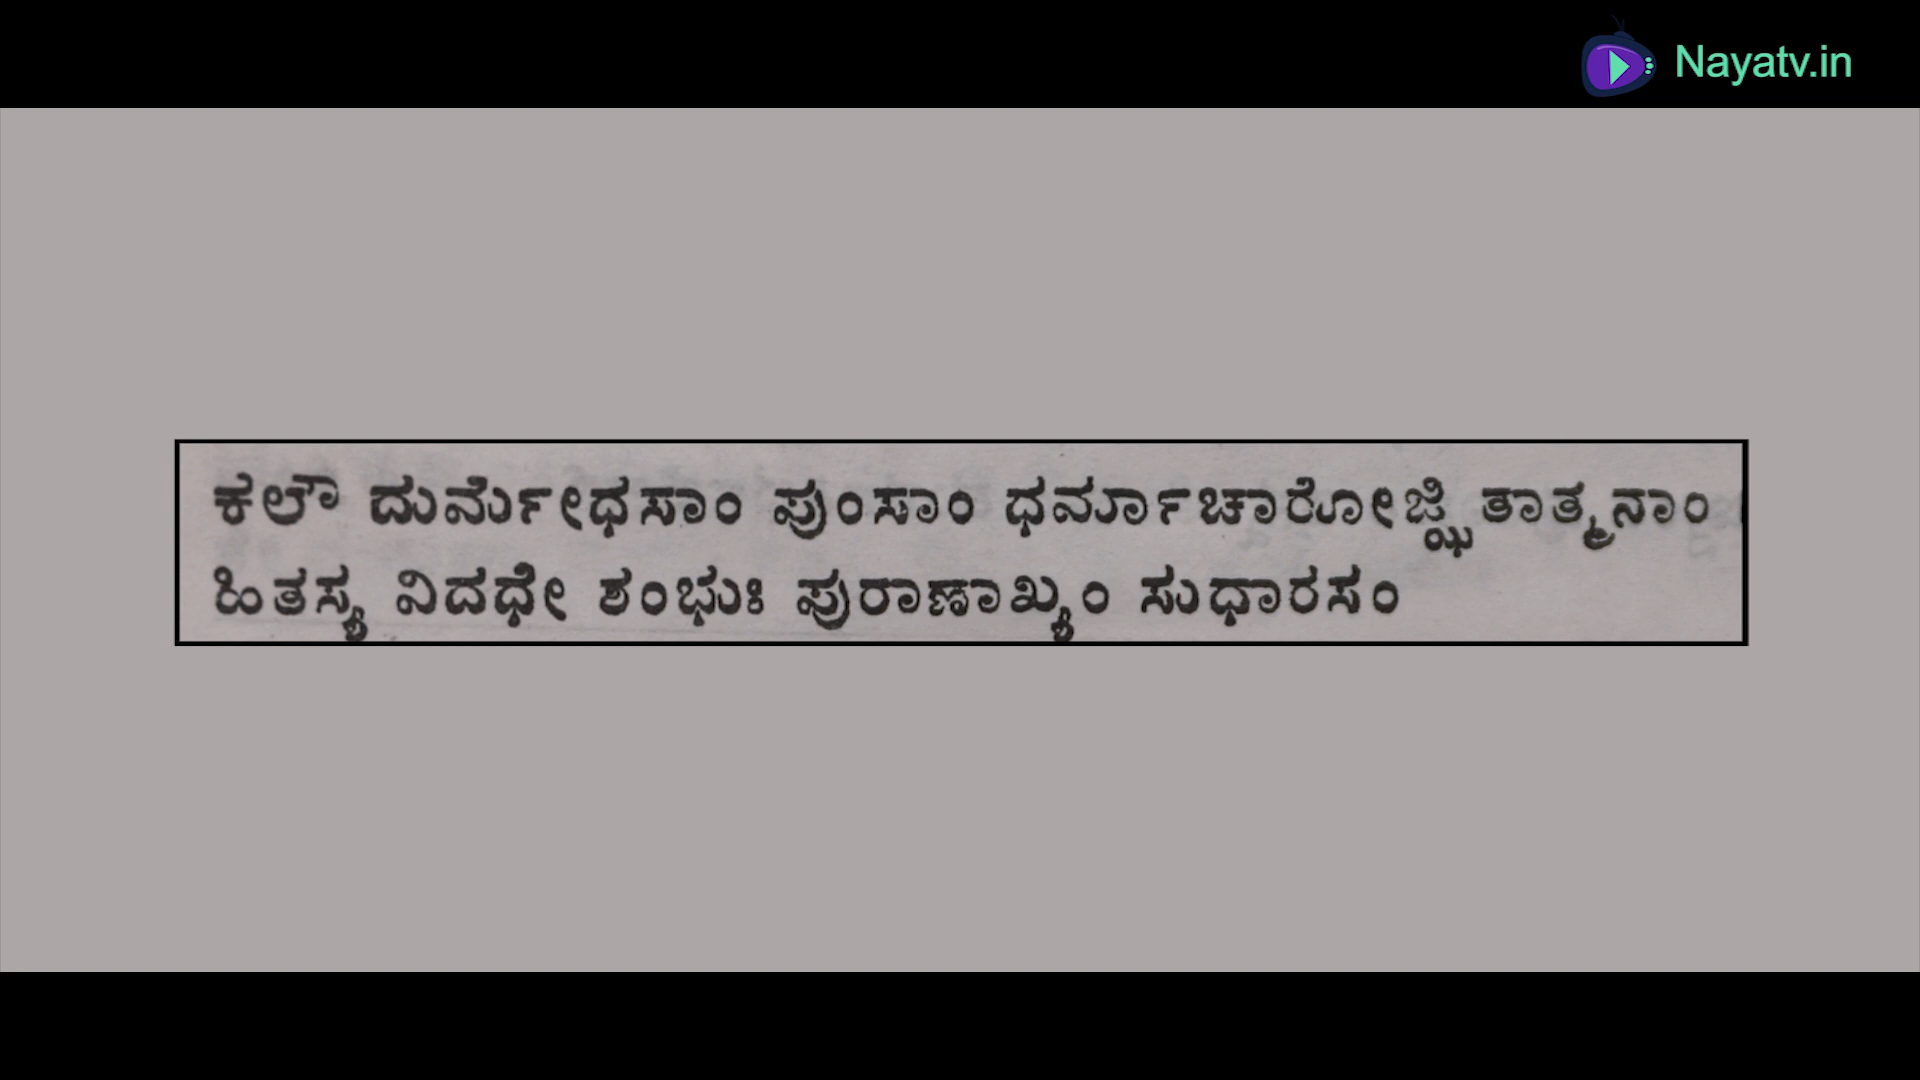 Nayatv.in
ಕಲೌ ದುರ್ಮೇಧಸಾಂ ಪುಂಸಾಂ ಧರ್ಮಾಚಾರೋಜ್ಝಿತಾತ್ಮನಾಂ
ಹಿತಸ್ಯ ವಿದಧೇ ಶಂಭುಃ ಪುರಾಣಾಖ್ಯಂ ಸುಧಾರಸಂ